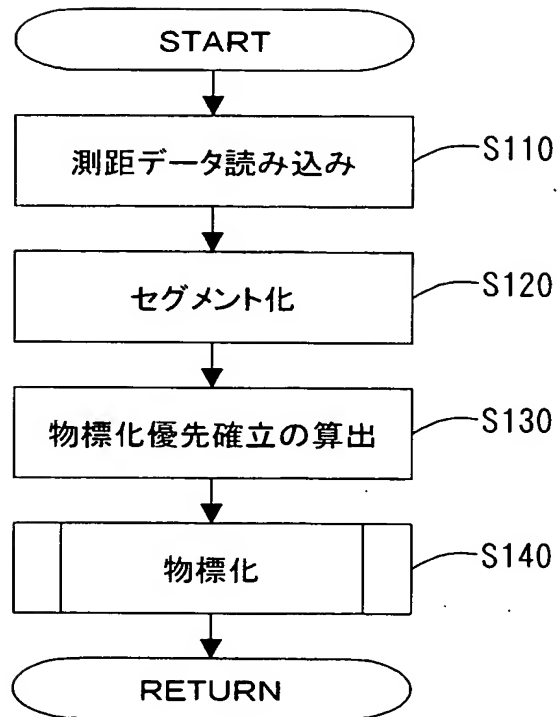 START
測距データ読み込み
S110
セグメント化
S120
物標化優先確立の算出
S130
物標化
S140
RETURN